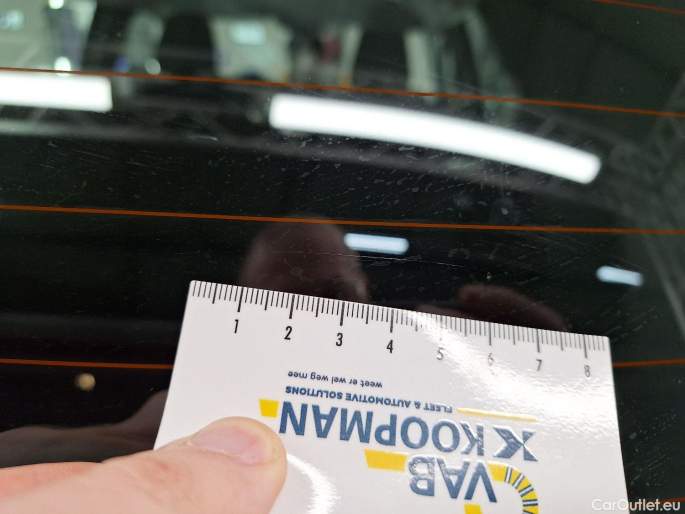 1 2 3 4 5 6 7 8
weet er wel weg mee
FLEET & AUTOMOTIVE SOLUTIONS
KOOPMAN
VAB
CarOutlet.eu